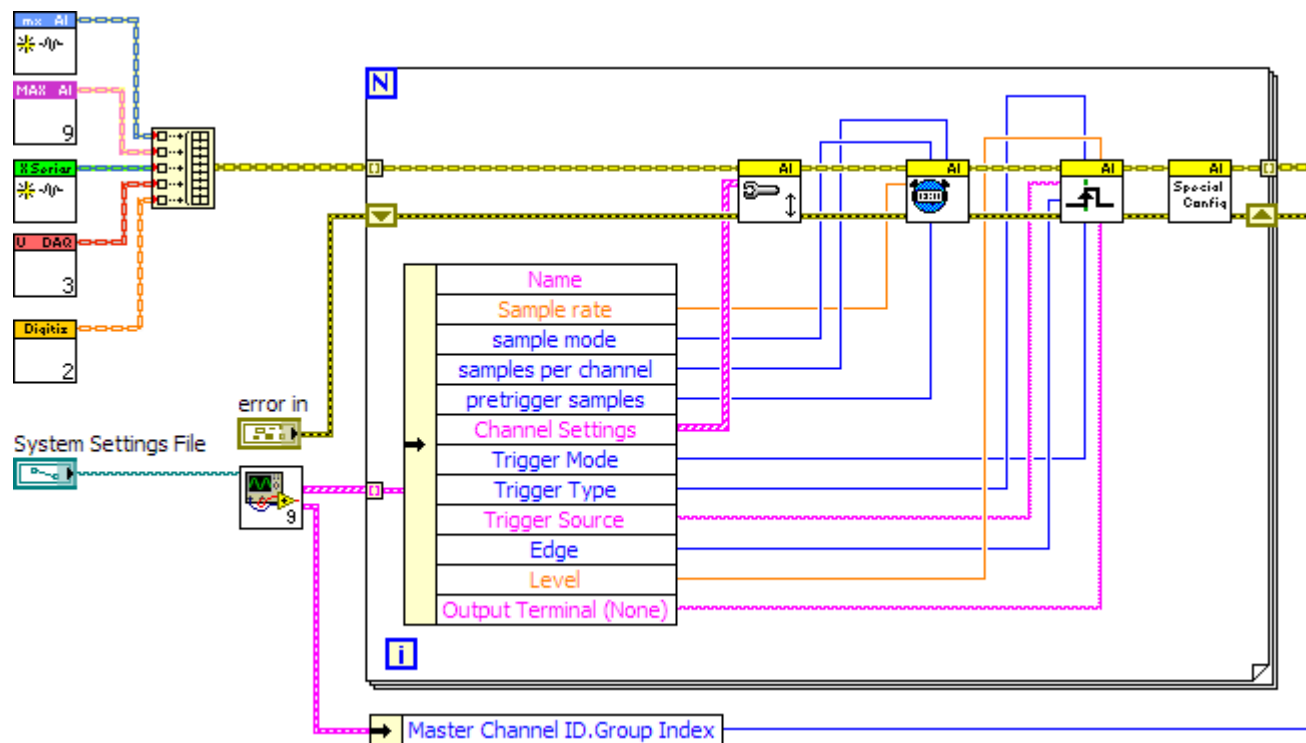 mx AI
MAX AI
9
X Series
U DAQ
3
Digitiz
2
N
AI
AI
AI
AI
Special
Config
Name
Sample rate
sample mode
samples per channel
pretrigger samples
Channel Settings
Trigger Mode
Trigger Type
Trigger Source
Edge
Level
Output Terminal (None)
error in
System Settings File
9
i
Master Channel ID.Group Index